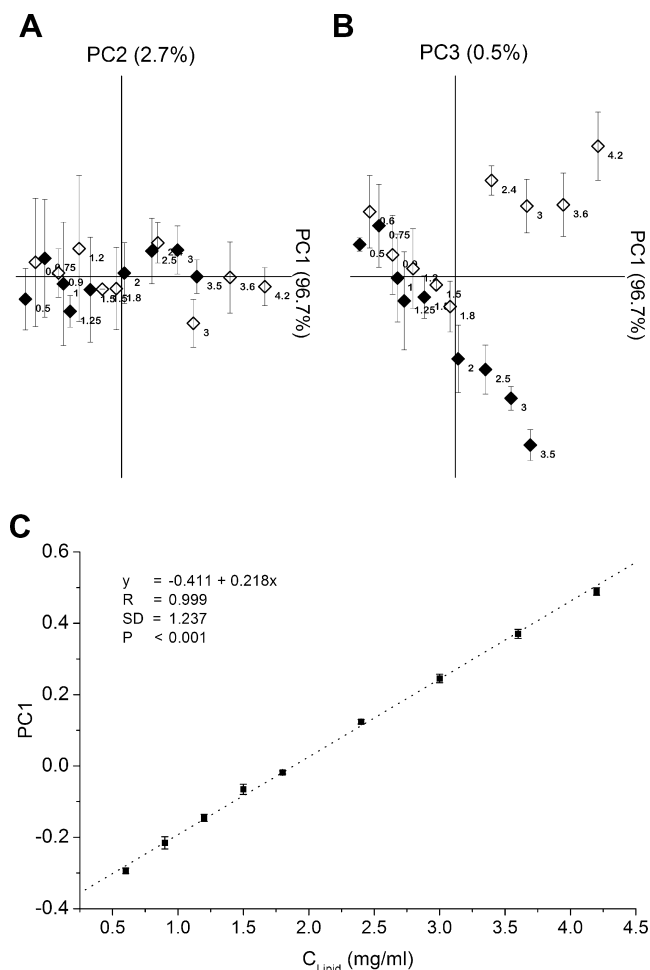 A
B
PC2 (2.7%)
PC3 (0.5%)
PC1 (96.7%)
PC1 (96.7%)
0.5
0.75
0.9
1
1.2
1.25
1.5
1.8
2
2.5
3
3
3.5
3.6
4.2
0.6
0.75
0.5
1.25
1.5
1.8
2
2.5
3
3.5
2.4
3
3.6
4.2
C
y = -0.411 + 0.218x
R = 0.999
SD = 1.237
P < 0.001
PC1
0.6
0.4
0.2
0.0
-0.2
-0.4
0.5 1.0 1.5 2.0 2.5 3.0 3.5 4.0 4.5
C Lipid (mg/ml)